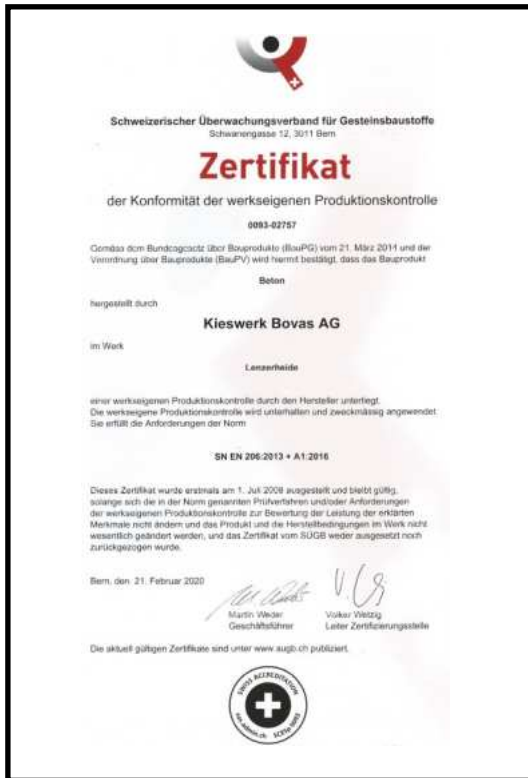 Schweizerischer Überwachungsverband für Gesteinsbaustoffe
Schwanengasse 12, 3011 Bern
Zertifikat
der Konformität der werkseigenen Produktionskontrolle
0093-02757
Gemäss dem Bundesgesetz über Bauprodukte (BauPG) vom 21. März 2014 und der
Verordnung über Bauprodukte (BauPV) wird hiermit bestätigt, dass das Bauprodukt
Beton
hergestellt durch
Kieswerk Bovas AG
im Werk
Lenzerheide
einer werkseigenen Produktionskontrolle durch den Hersteller unterliegt.
Die werkseigene Produktionskontrolle wird unterhalten und zweckmässig angewendet.
Sie erfüllt die Anforderungen der Norm
SN EN 206:2013 + A1:2016
Dieses Zertifikat wurde erstmals am 1. Juli 2008 ausgestellt und bleibt gültig,
solange sich die in der Norm genannten Prüfverfahren und/oder Anforderungen
der werkseigenen Produktionskontrolle zur Bewertung der Leistung der erklärten
Merkmale nicht ändern und das Produkt und die Herstellbedingungen im Werk nicht
wesentlich geändert werden, und das Zertifikat vom SÜGB weder ausgesetzt noch
zurückgezogen wurde.
Bern, den 21. Februar 2020
Martin Weder
Geschäftsführer
Volker Wetzig
Leiter Zertifizierungsstelle
Die aktuell gültigen Zertifikate sind unter www.sugb.ch publiziert.
SWISS ACCREDITATION
sas.admin.ch SCESp 0093